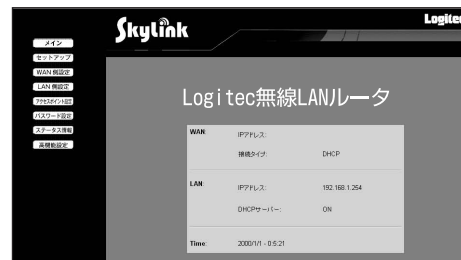 Skylink
Logitec
メイン
セットアップ
WAN 側設定
LAN 側設定
アクセスポイント設定
パスワード設定
ステータス情報
高機能設定
Logitec無線LANルータ
WAN: IPアドレス:
接続タイプ: DHCP
LAN: IPアドレス: 192.168.1.254
DHCPサーバー: ON
Time: 2000/1/1 - 0:5:21